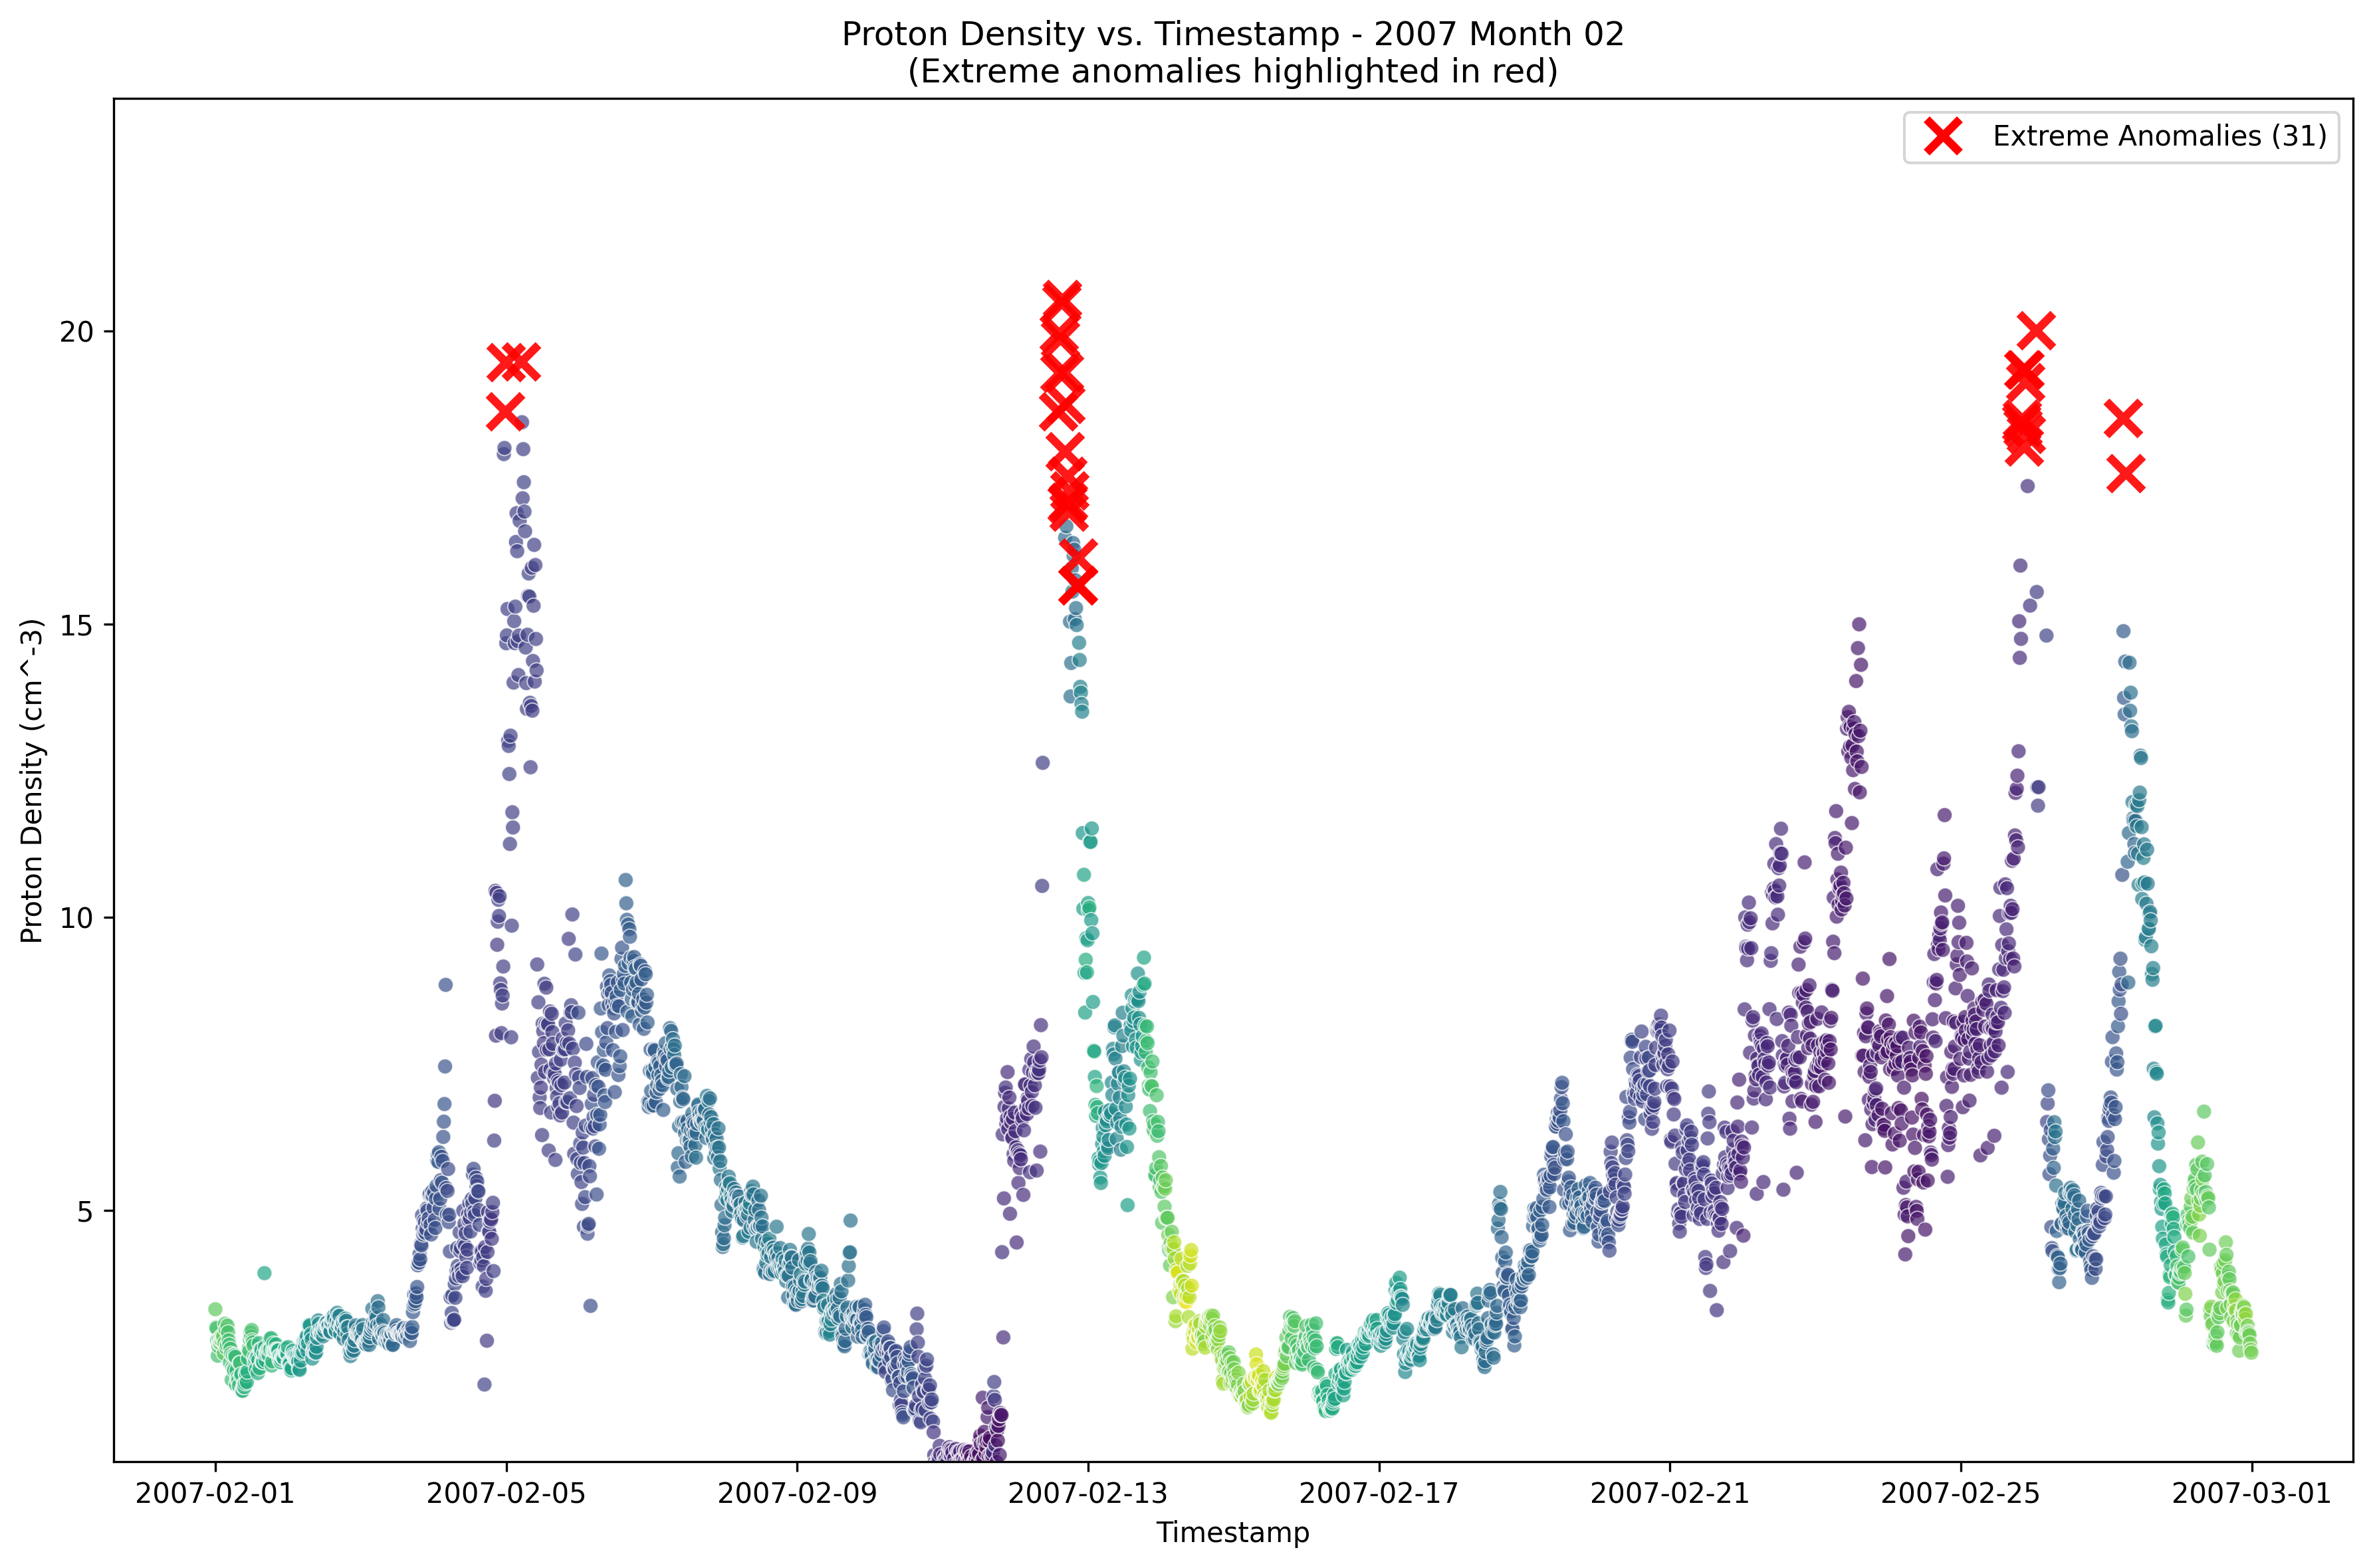 Proton Density vs. Timestamp - 2007 Month 02
(Extreme anomalies highlighted in red)
Extreme Anomalies (31)
Proton Density (cm^-3)
20
15
10
5
2007-02-01
2007-02-05
2007-02-09
2007-02-13
2007-02-17
2007-02-21
2007-02-25
2007-03-01
Timestamp